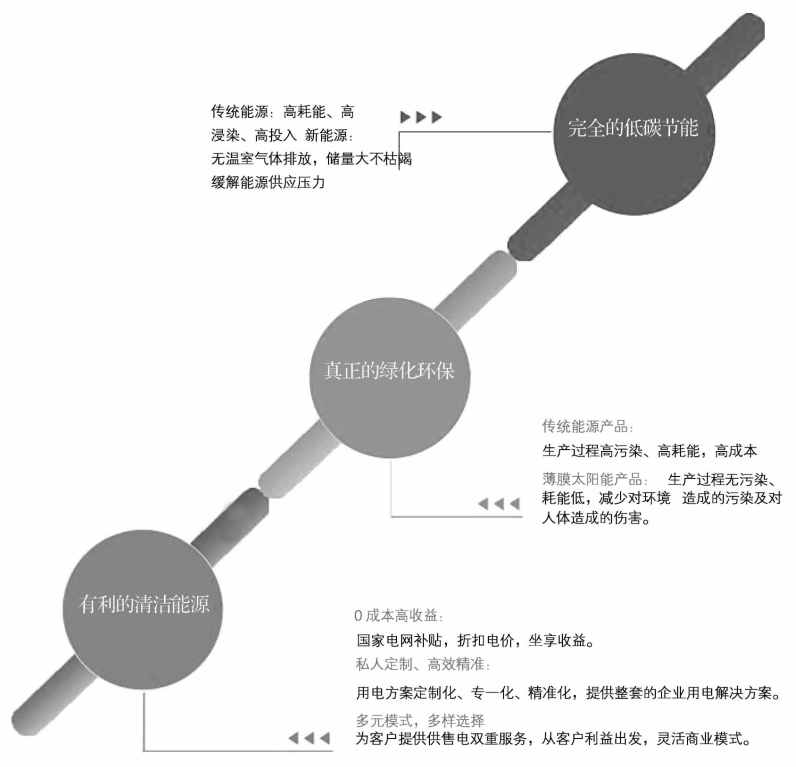 传统能源：高耗能、高
浸染、高投入 新能源：
无温室气体排放，储量大不枯竭
缓解能源供应压力
完全的低碳节能
真正的绿化环保
传统能源产品：
生产过程高污染、高耗能，高成本
薄膜太阳能产品： 生产过程无污染、
耗能低，减少对环境 造成的污染及对
人体造成的伤害。
有利的清洁能源
0 成本高收益：
国家电网补贴，折扣电价，坐享收益。
私人定制、高效精准：
用电方案定制化、专一化、精准化，提供整套的企业用电解决方案。
多元模式，多样选择
为客户提供供售电双重服务，从客户利益出发，灵活商业模式。